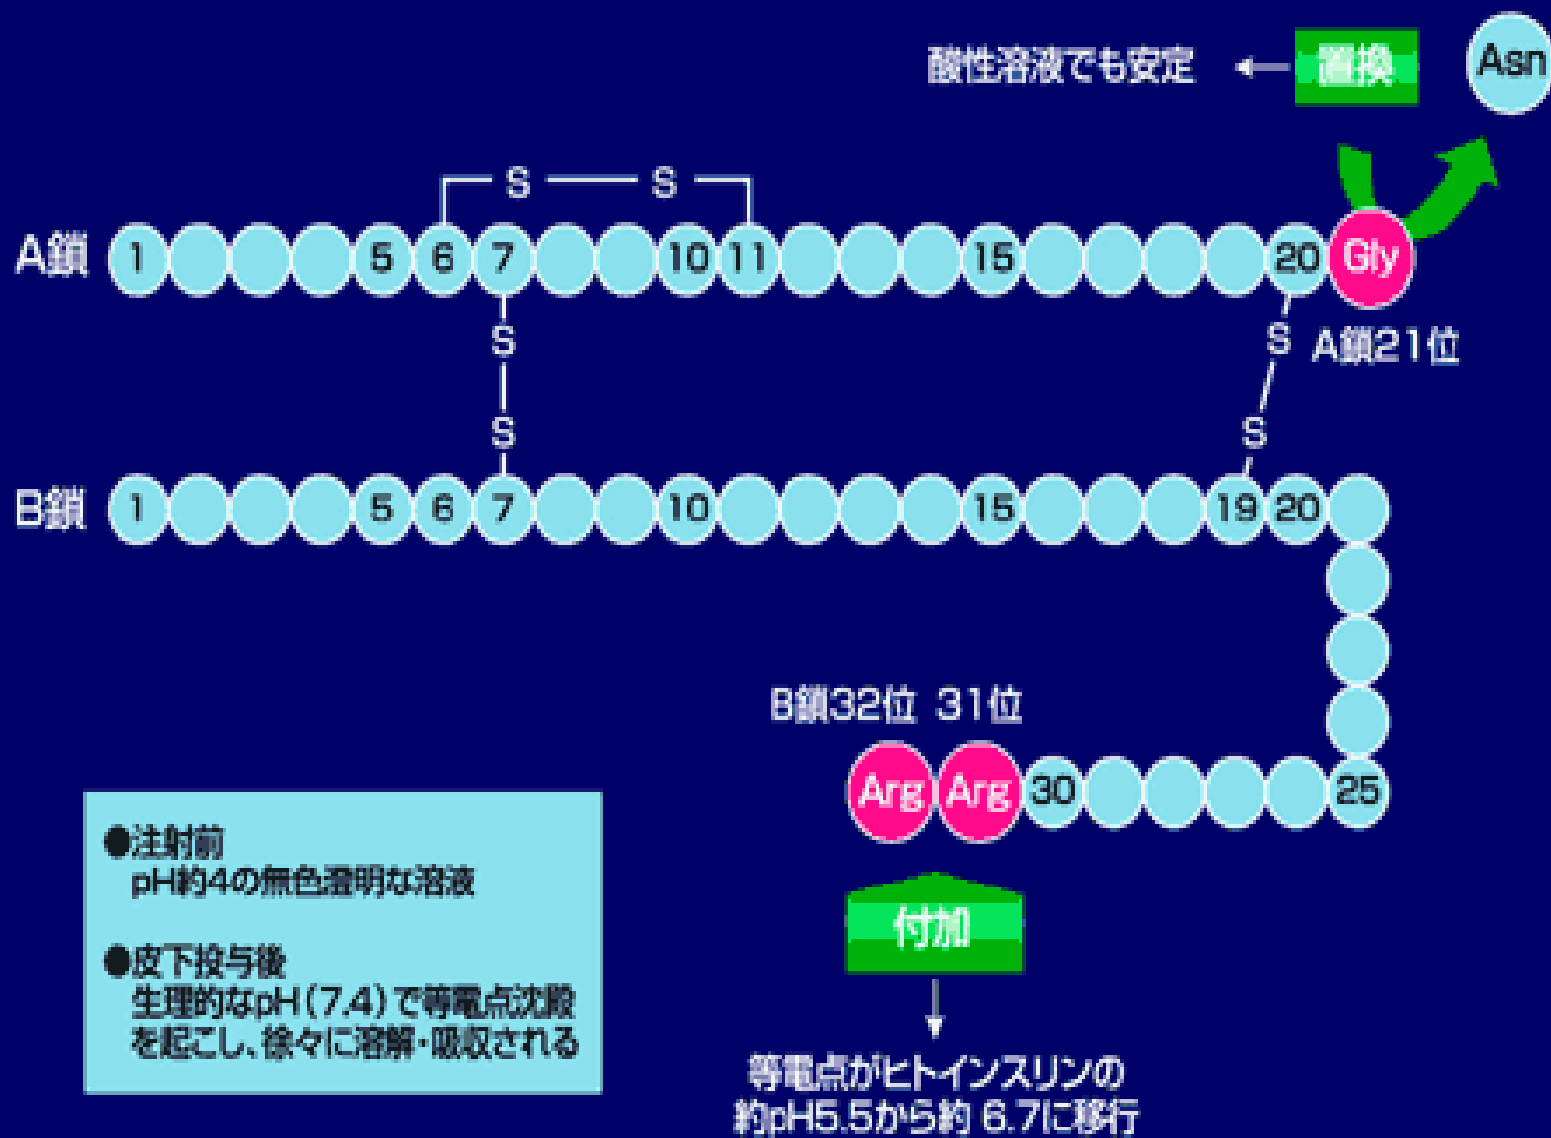 酸性溶液でも安定
置換
Asn
S S
A鎖 1 5 6 7 10 11 15 20 Gly
S
S A鎖21位
S
S
B鎖 1 5 6 7 10 15 19 20
B鎖32位 31位
Arg Arg 30 25
●注射前
pH約4の無色澄明な溶液
●皮下投与後
生理的なpH(7.4)で等電点沈殿
を起こし、徐々に溶解・吸収される
付加
等電点がヒトインスリンの
約pH5.5から約 6.7に移行